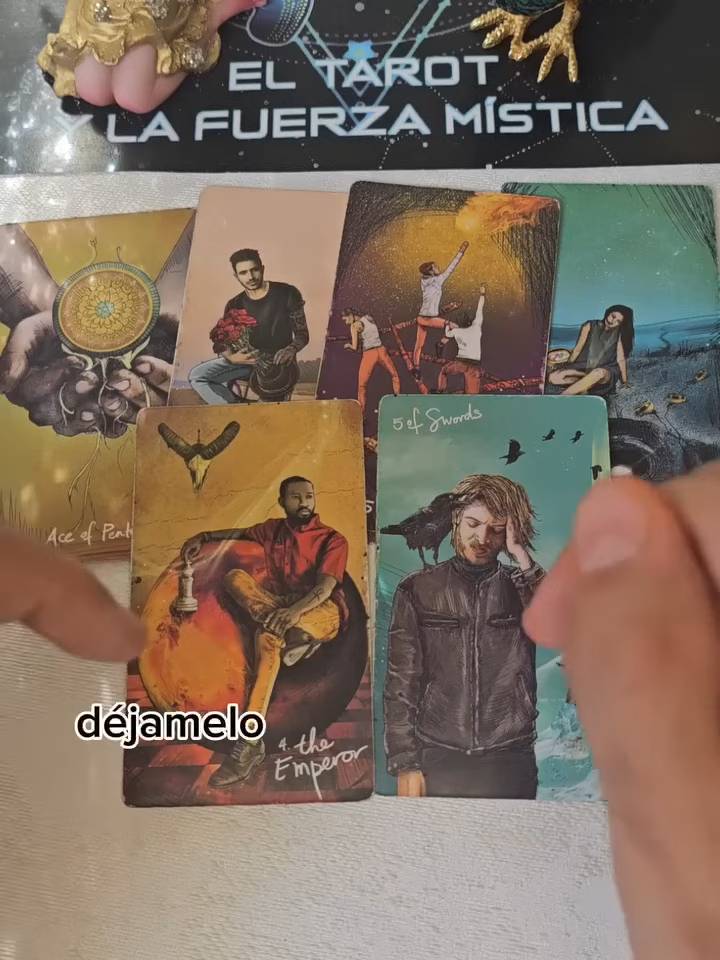 EL TAROT
Y LA FUERZA MÍSTICA
5 of Swords
Ace of Pent
déjamelo
4. the
Emperor